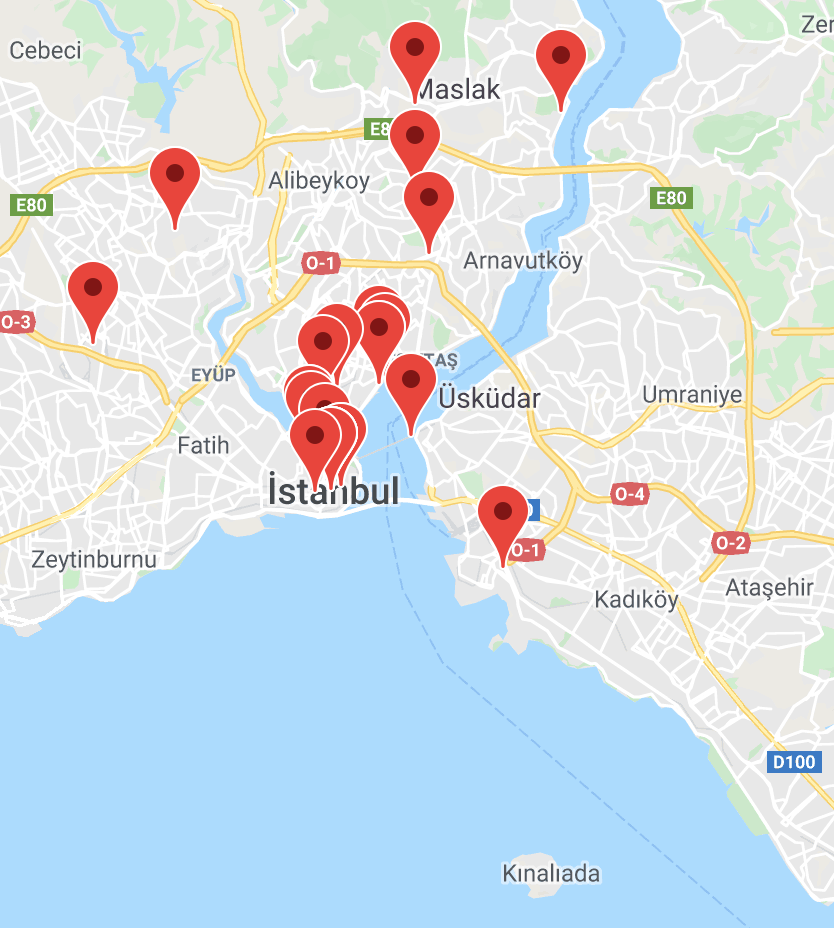 Cebeci
Zer
Maslak
E8
Alibeykoy
E80
E80
Arnavutköy
O-1
O-3
TAŞ
EYÜP
Üsküdar
Umraniye
Fatih
İstanbul
O-4
O-1
O-2
Zeytinburnu
Ataşehir
Kadıköy
D100
Kınalıada